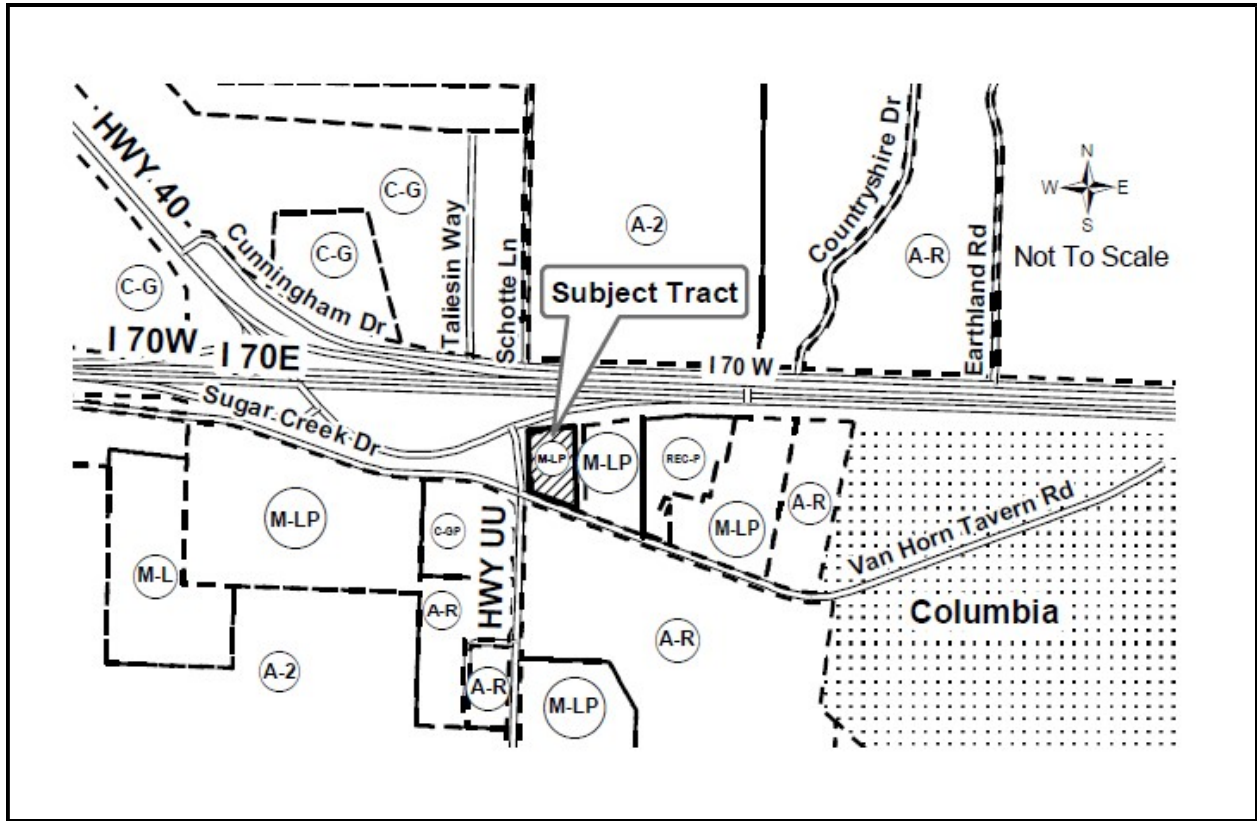 HWY 40
Cunningham Dr
C-G
C-G
C-G
Taliesin Way
Schotte Ln
A-2
Countryshire Dr
A-R
Earthland Rd
N
W
E
S
Not To Scale
Subject Tract
I 70W
I 70E
I 70 W
Sugar Creek Dr
M-LP
M-LP
REC-P
M-LP
A-R
Van Horn Tavern Rd
Columbia
M-LP
C-GP
HWY UU
M-L
A-R
A-R
A-2
A-R
M-LP